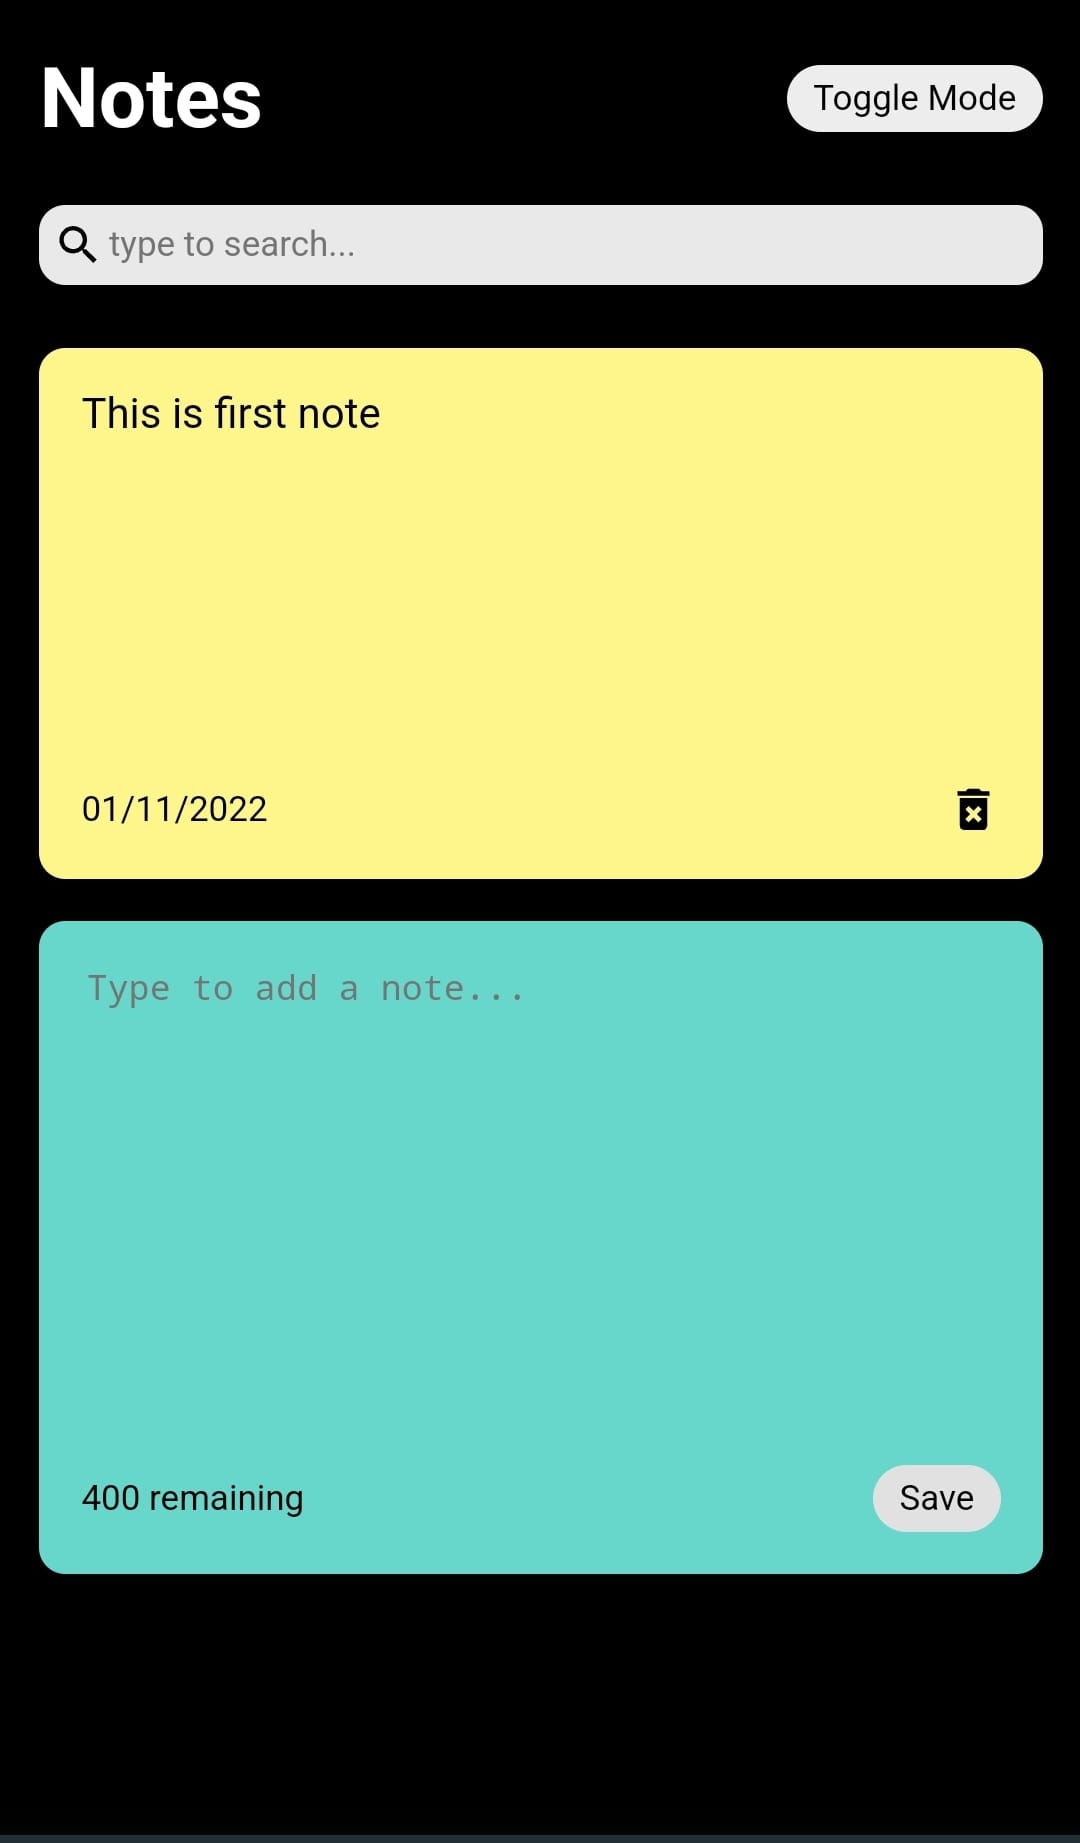 Notes
Toggle Mode
type to search...
This is first note
01/11/2022
Type to add a note...
400 remaining
Save